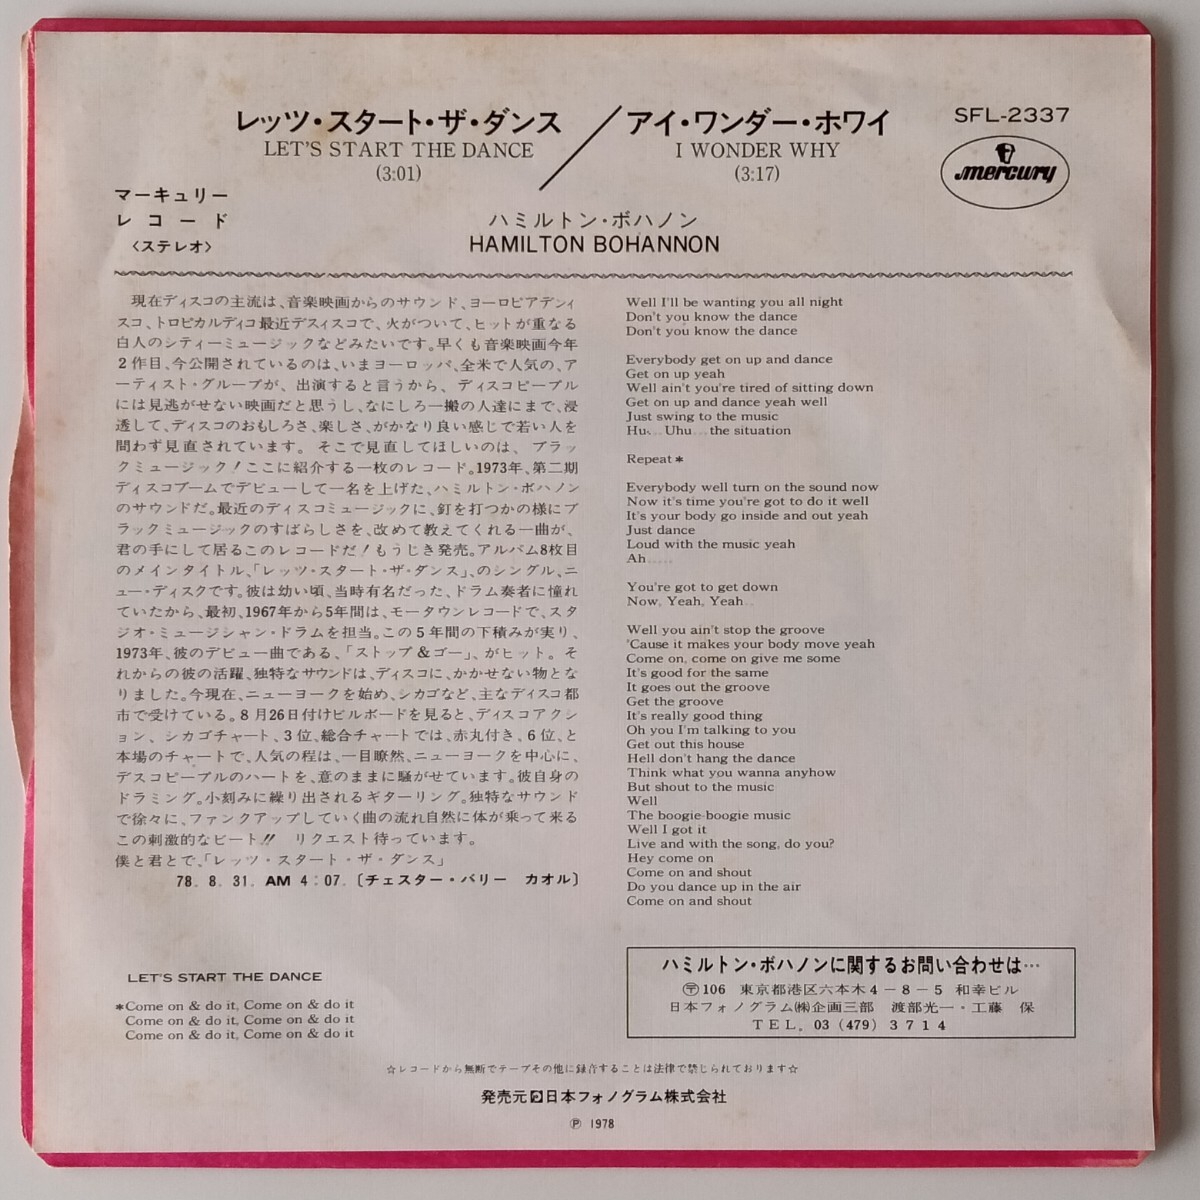 レッツ・スタート・ザ・ダンス／アイ・ワンダー・ホワイ
LET'S START THE DANCE
(3:01)
I WONDER WHY
(3:17)
SFL-2337
mercury
マーキュリー
レコード
〈ステレオ〉
ハミルトン・ボハノン
HAMILTON BOHANNON
現在ディスコの主流は、音楽映画からのサウンド、ヨーロピアデンィ
スコ、トロピカルディコ最近デスィスコで、火がついて、ヒットが重なる
白人のシティーミュージックなどみたいです。早くも音楽映画今年
2作目、今公開されているのは、いまヨーロッパ、全米で人気の、ア
ーティスト・グループが、出演すると言うから、ディスコピープル
には見逃がせない映画だと思うし、なにしろ一搬の人達にまで、浸
透して、ディスコのおもしろさ、楽しさ、がかなり良い感じで若い人を
問わず見直されています。そこで見直してほしいのは、ブラッ
クミュージック！ここに紹介する一枚のレコード。1973年、第二期
ディスコブームでデビューして一名を上げた、ハミルトン・ボハノン
のサウンドだ。最近のディスコミュージックに、釘を打つかの様にブ
ラックミュージックのすばらしさを、改めて教えてくれる一曲が、
君の手にして居るこのレコードだ！もうじき発売。アルバム8枚目
のメインタイトル、「レッツ・スタート・ザ・ダンス」、のシングル、ニ
ュー・ディスクです。彼は幼い頃、当時有名だった、ドラム奏者に憧れ
ていたから、最初、1967年から5年間は、モータウンレコードで、スタ
ジオ・ミュージシャン・ドラムを担当。この5年間の下積みが実り、
1973年、彼のデビュー曲である、「ストップ&ゴー」、がヒット。そ
れからの彼の活躍、独特なサウンドは、ディスコに、かかせない物とな
りました。今現在、ニューヨークを始め、シカゴなど、主なディスコ都
市で受けている。8月26日付けビルボードを見ると、ディスコアクシ
ョン、シカゴチャート、3位、総合チャートでは、赤丸付き、6位、と
本場のチャートで、人気の程は、一目瞭然、ニューヨークを中心に、
デスコピープルのハートを、意のままに騒がせています。彼自身の
ドラミング。小刻みに繰り出されるギターリング。独特なサウンド
で徐々に、ファンクアップしていく曲の流れ自然に体が乗って来る
この刺激的なビート!!　リクエスト待っています。
僕と君とで、「レッツ・スタート・ザ・ダンス」
78. 8. 31. AM 4:07.〔チェスター・バリー　カオル〕
LET'S START THE DANCE
*Come on & do it, Come on & do it
Come on & do it, Come on & do it
Come on & do it, Come on & do it
Well I'll be wanting you all night
Don't you know the dance
Don't you know the dance
Everybody get on up and dance
Get on up yeah
Well ain't you're tired of sitting down
Get on up and dance yeah well
Just swing to the music
Hu... Uhu... the situation
Repeat*
Everybody well turn on the sound now
Now it's time you're got to do it well
It's your body go inside and out yeah
Just dance
Loud with the music yeah
Ah.....
You're got to get down
Now, Yeah, Yeah..
Well you ain't stop the groove
'Cause it makes your body move yeah
Come on, come on give me some
It's good for the same
It goes out the groove
Get the groove
It's really good thing
Oh you I'm talking to you
Get out this house
Hell don't hang the dance
Think what you wanna anyhow
But shout to the music
Well
The boogie-boogie music
Well I got it
Live and with the song, do you?
Hey come on
Come on and shout
Do you dance up in the air
Come on and shout
ハミルトン・ボハノンに関するお問い合わせは…
〒106　東京都港区六本木4－8－5　和幸ビル
日本フォノグラム㈱企画三部　渡部光一・工藤　保
TEL. 03 (479) 3714
☆レコードから無断でテープその他に録音することは法律で禁じられております☆
発売元 日本フォノグラム株式会社
Ⓟ 1978